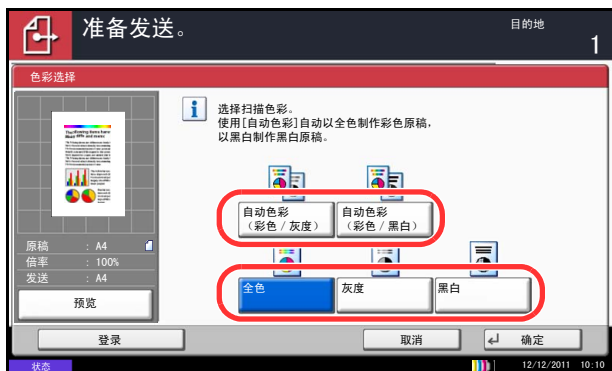 准备发送。
目的地
1
色彩选择
选择扫描色彩。
使用[自动色彩]自动以全色制作彩色原稿,
以黑白制作黑白原稿。
自动色彩
(彩色/灰度)
自动色彩
(彩色/黑白)
原稿 : A4
倍率 : 100%
发送 : A4
全色
灰度
黑白
预览
登录
取消
确定
状态
12/12/2011 10:10